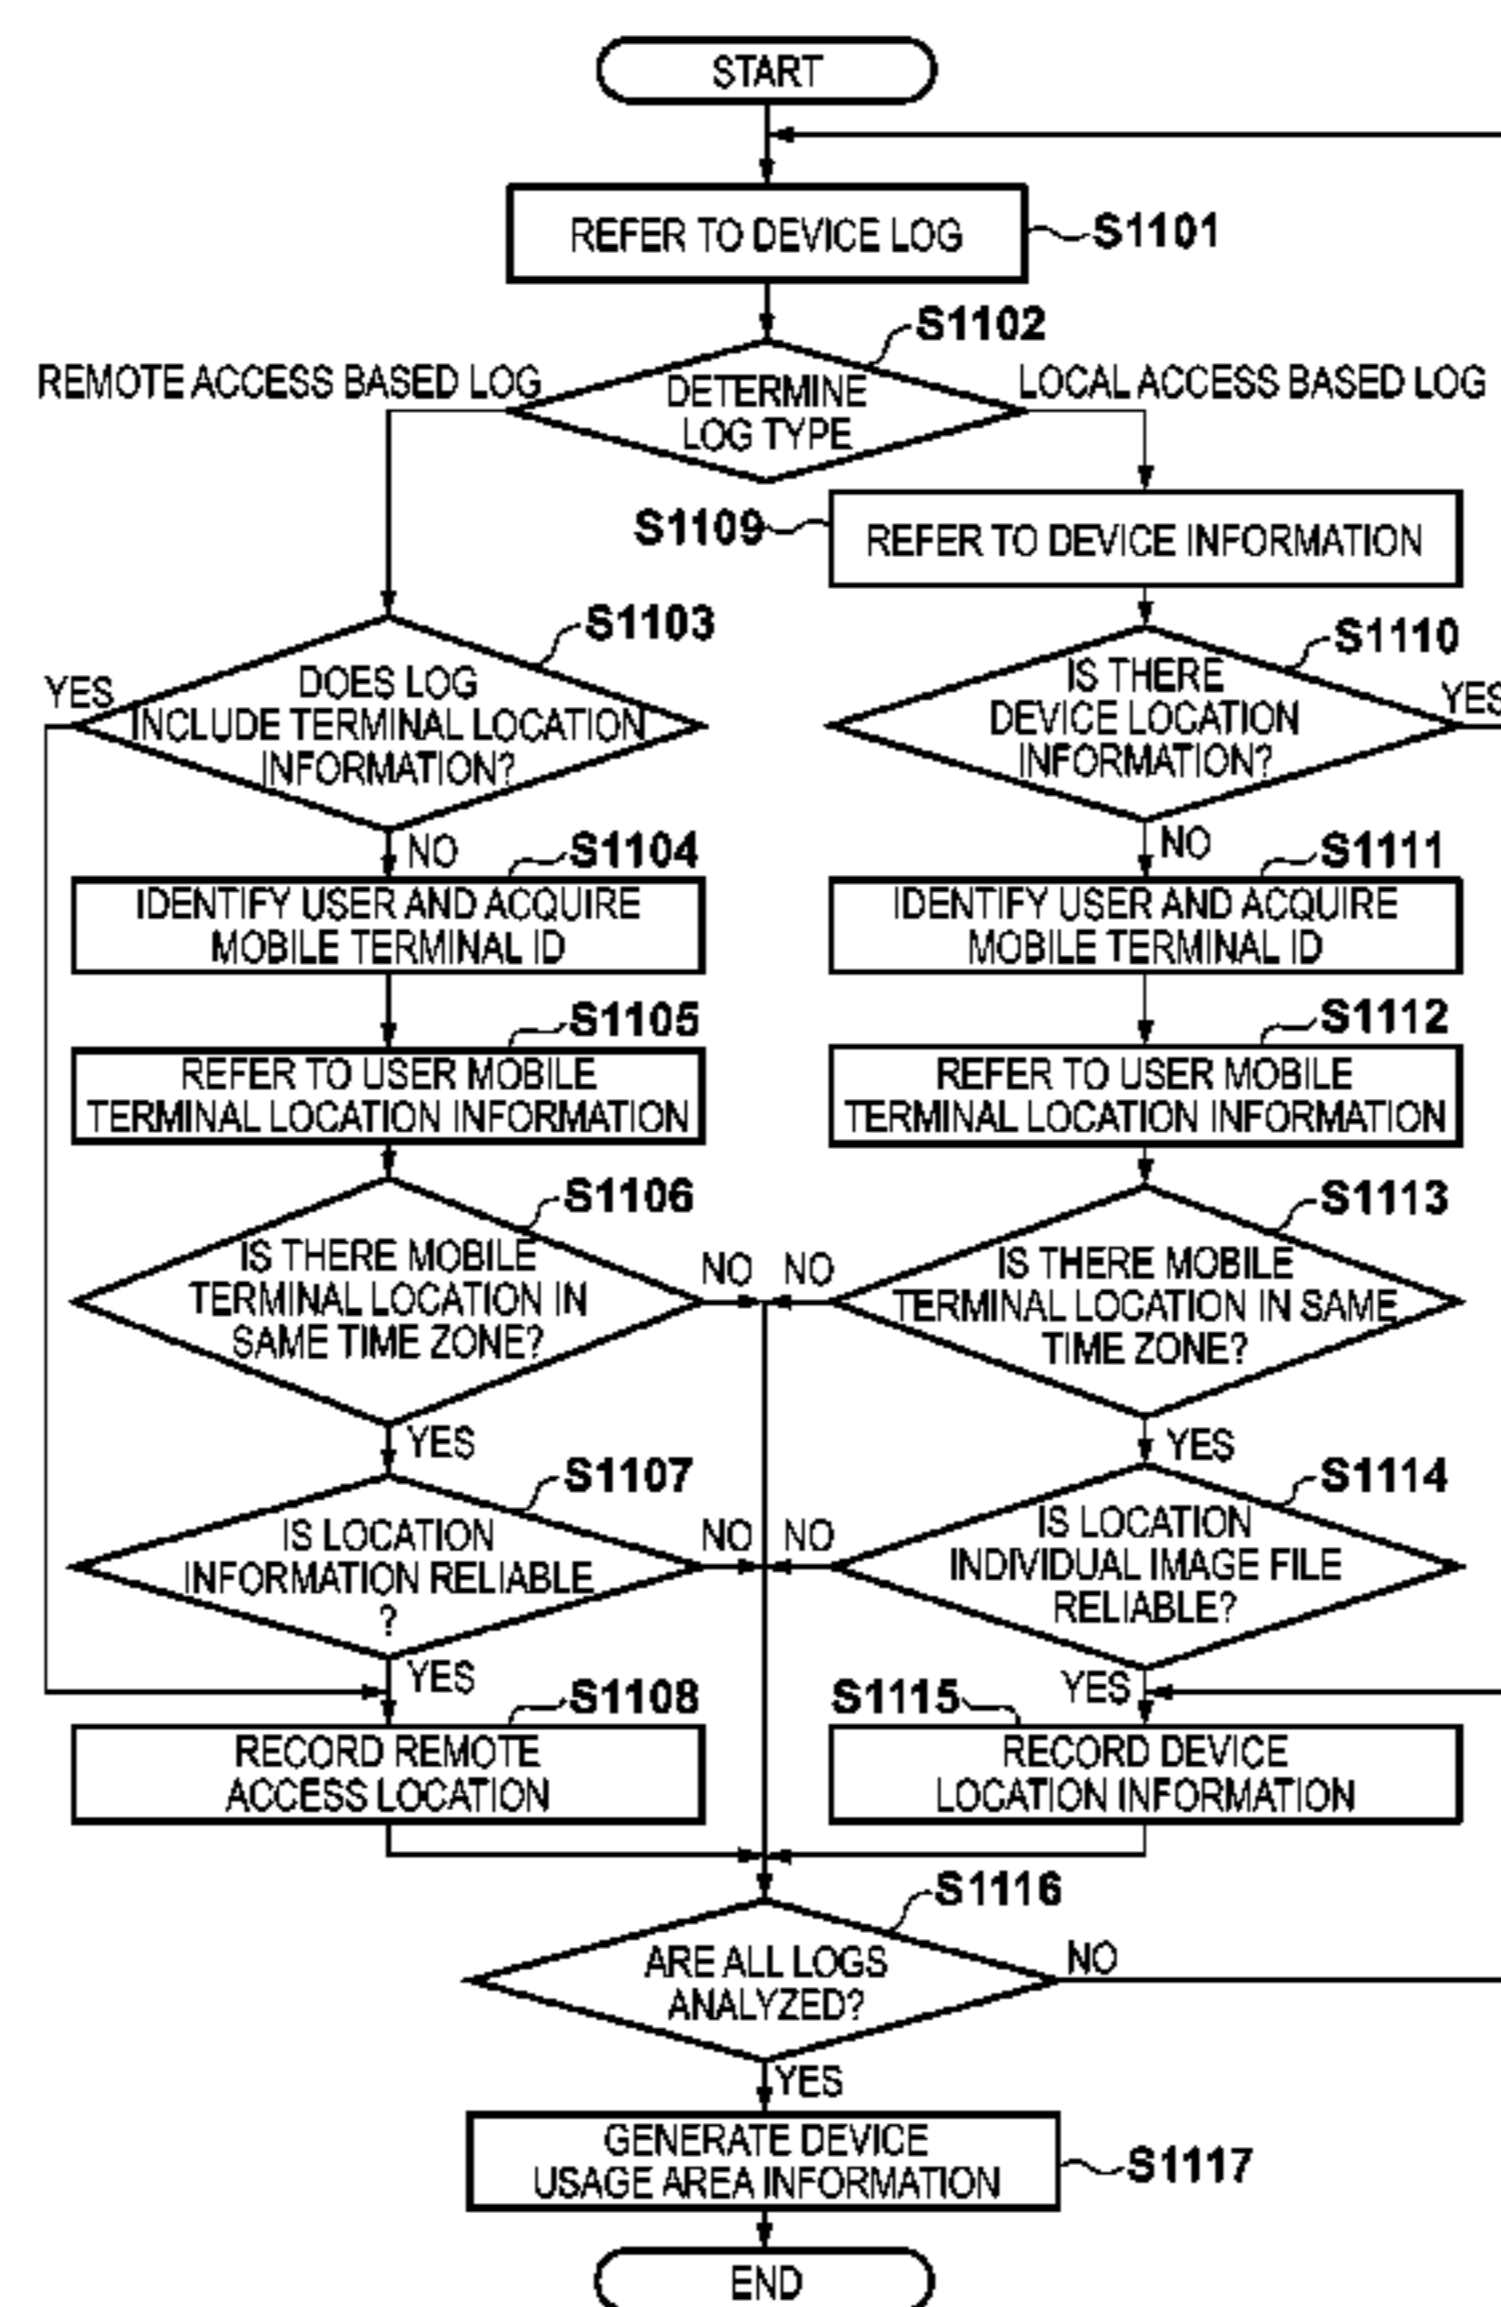 START
REFER TO DEVICE LOG
S1101
S1102
REMOTE ACCESS BASED LOG
DETERMINE
LOG TYPE
LOCAL ACCESS BASED LOG
S1109
REFER TO DEVICE INFORMATION
S1103
YES
DOES LOG
INCLUDE TERMINAL LOCATION
INFORMATION?
NO
S1110
IS THERE
DEVICE LOCATION
INFORMATION?
YES
NO
S1104
IDENTIFY USER AND ACQUIRE
MOBILE TERMINAL ID
S1111
IDENTIFY USER AND ACQUIRE
MOBILE TERMINAL ID
S1105
REFER TO USER MOBILE
TERMINAL LOCATION INFORMATION
S1112
REFER TO USER MOBILE
TERMINAL LOCATION INFORMATION
S1106
IS THERE MOBILE
TERMINAL LOCATION IN
SAME TIME ZONE?
NO
YES
S1113
NO
IS THERE MOBILE
TERMINAL LOCATION IN SAME
TIME ZONE?
YES
S1107
IS LOCATION
INFORMATION RELIABLE
?
NO
YES
S1114
NO
IS LOCATION
INDIVIDUAL IMAGE FILE
RELIABLE?
YES
S1108
RECORD REMOTE
ACCESS LOCATION
S1115
RECORD DEVICE
LOCATION INFORMATION
S1116
ARE ALL LOGS
ANALYZED?
NO
YES
GENERATE DEVICE
USAGE AREA INFORMATION
S1117
END